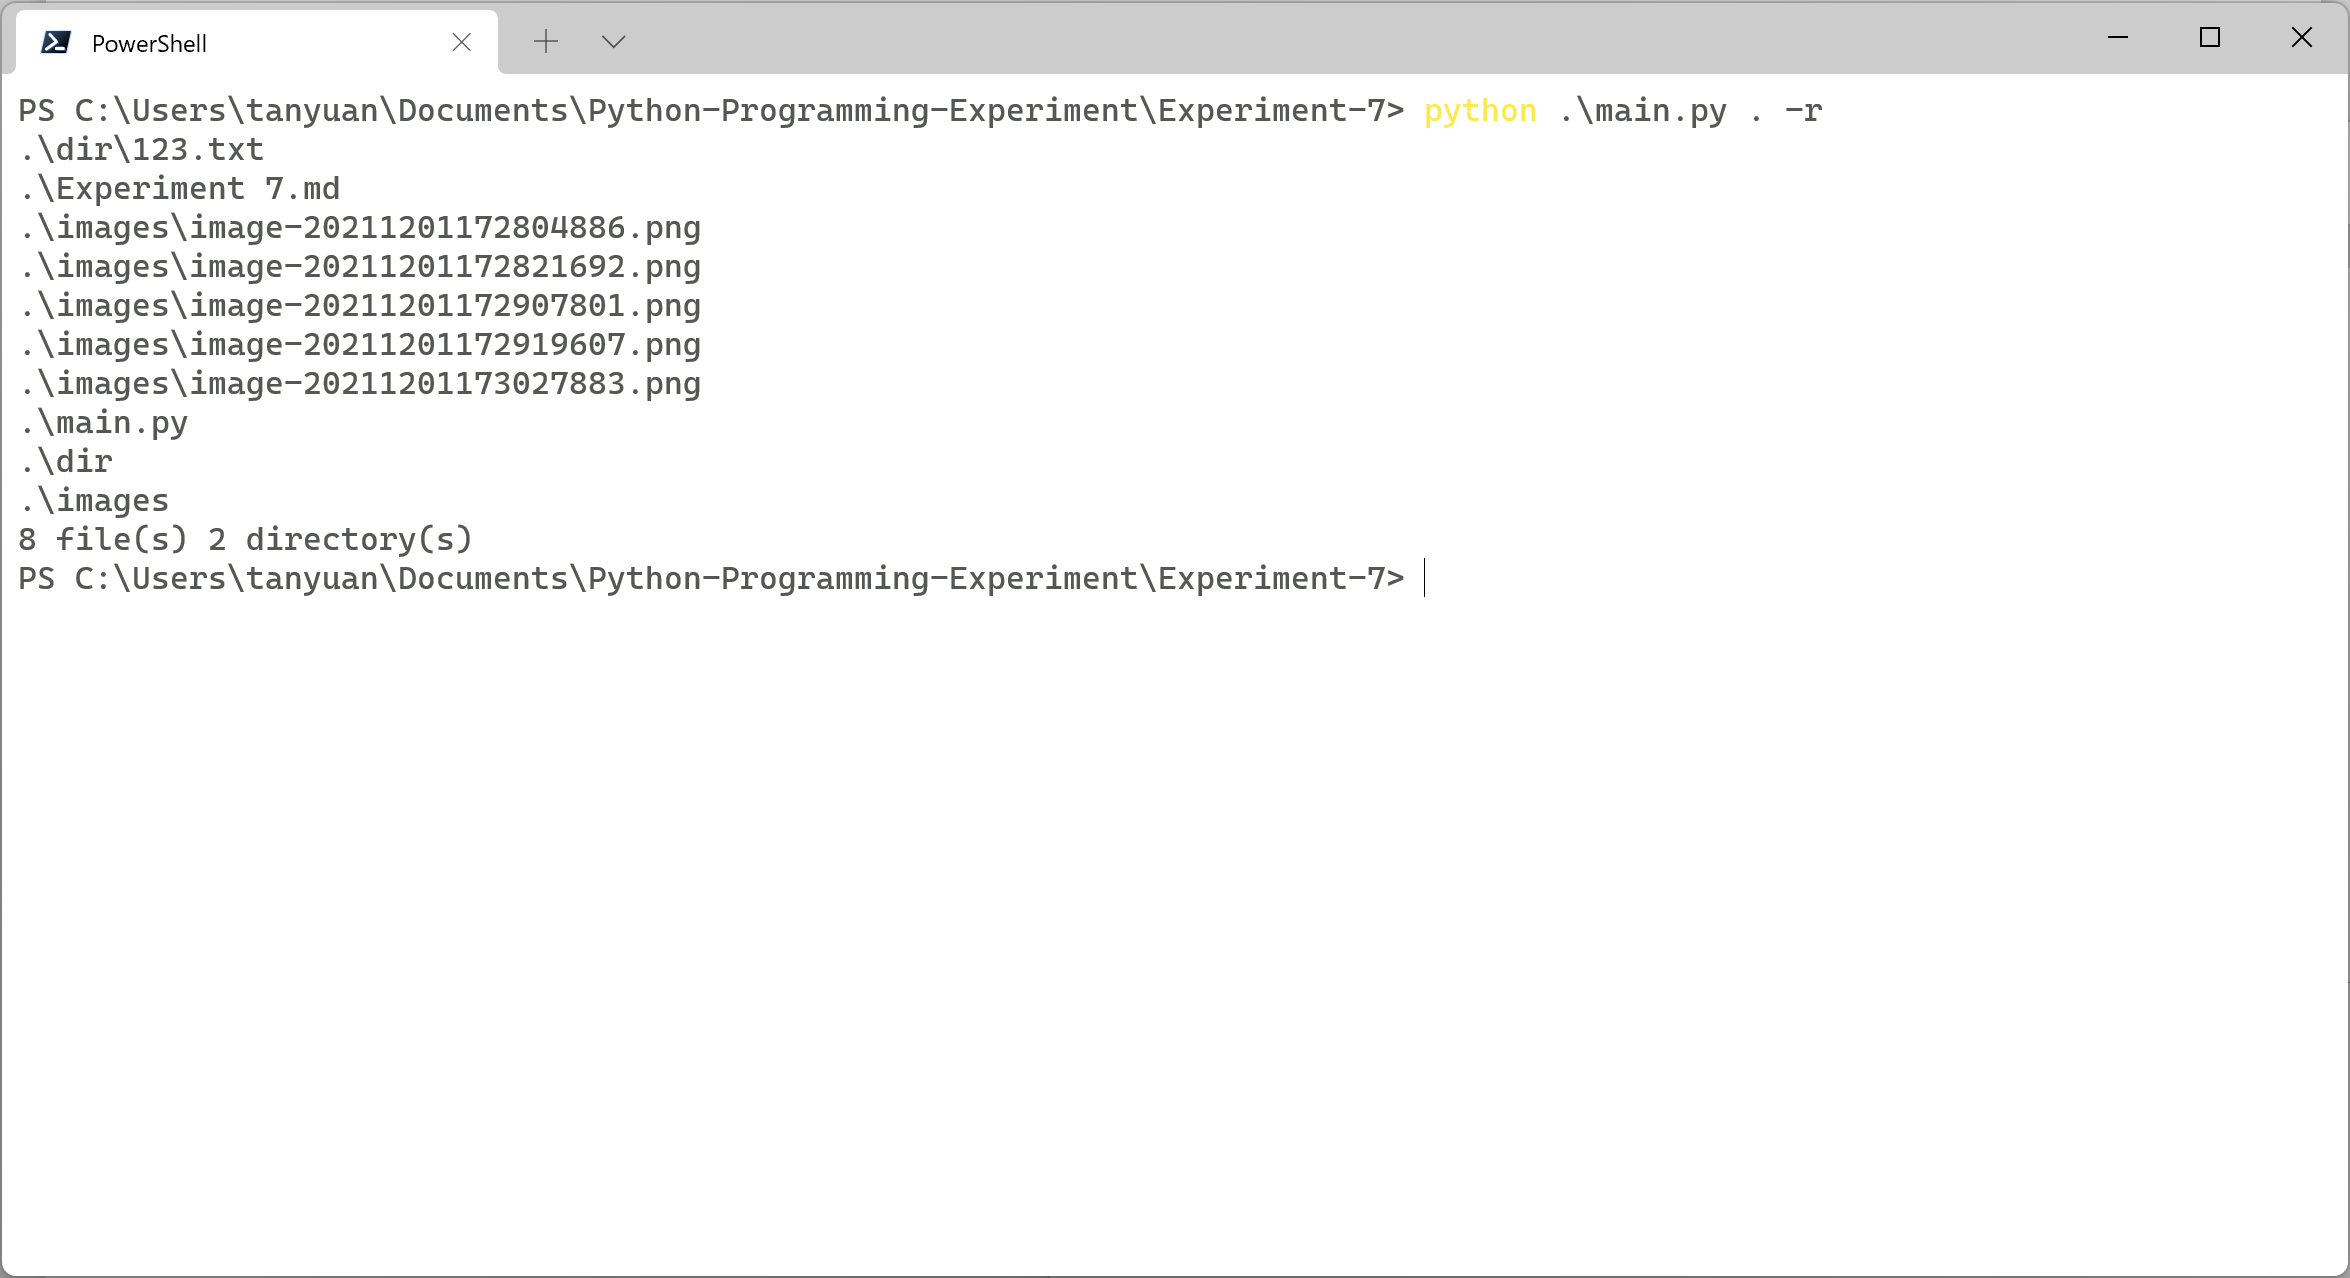 PowerShell
PS C:\Users\tanyuan\Documents\Python-Programming-Experiment\Experiment-7> python .\main.py . -r
.\dir\123.txt
.\Experiment 7.md
.\images\image-20211201172804886.png
.\images\image-20211201172821692.png
.\images\image-20211201172907801.png
.\images\image-20211201172919607.png
.\images\image-20211201173027883.png
.\main.py
.\dir
.\images
8 file(s) 2 directory(s)
PS C:\Users\tanyuan\Documents\Python-Programming-Experiment\Experiment-7>